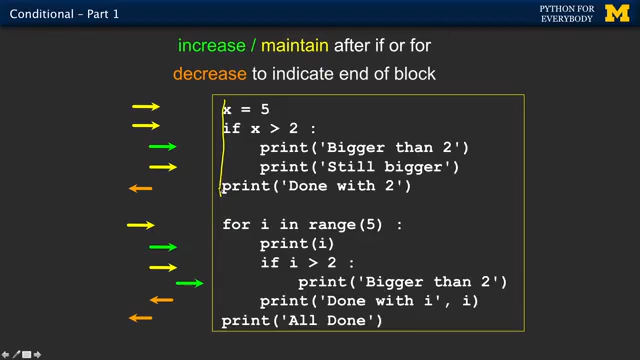 Conditional – Part 1
PYTHON FOR
EVERYBODY
M
increase / maintain after if or for
decrease to indicate end of block
x = 5
if x > 2 :
print('Bigger than 2')
print('Still bigger')
print('Done with 2')
for i in range(5) :
print(i)
if i > 2 :
print('Bigger than 2')
print('Done with i', i)
print('All Done')